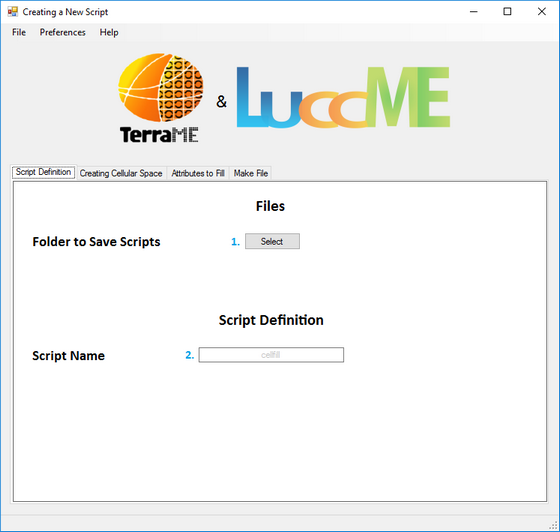 Creating a New Script
File Preferences Help
TerraME & LuccME
Script Definition Creating Cellular Space Attributes to Fill Make File
Files
Folder to Save Scripts 1. Select
Script Definition
Script Name 2. cellfill